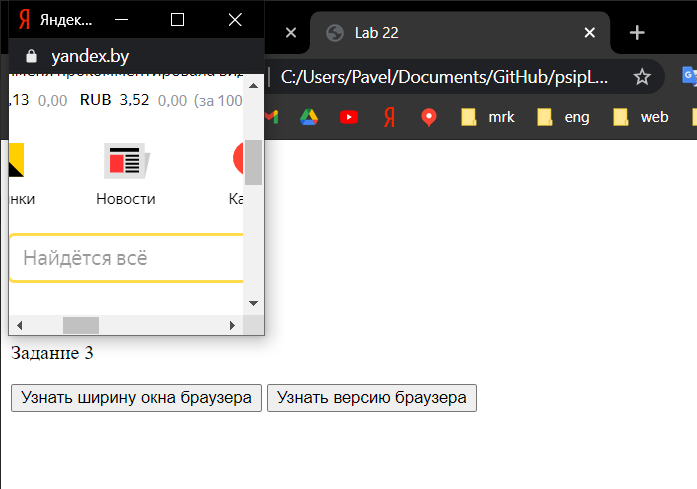 Яндек...
yandex.by
,13 0,00 RUB 3,52 0,00 (за 100
нки Новости Ка
Найдётся всё
Lab 22
C:/Users/Pavel/Documents/GitHub/psipL...
mrk eng web
Задание 3
Узнать ширину окна браузера Узнать версию браузера